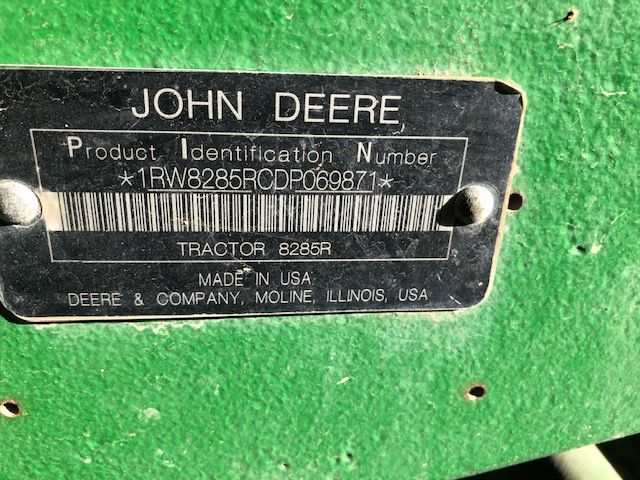 JOHN DEERE
Product Identification Number
*1RW8285RCDP069871*
TRACTOR 8285R
MADE IN USA
DEERE & COMPANY, MOLINE, ILLINOIS, USA